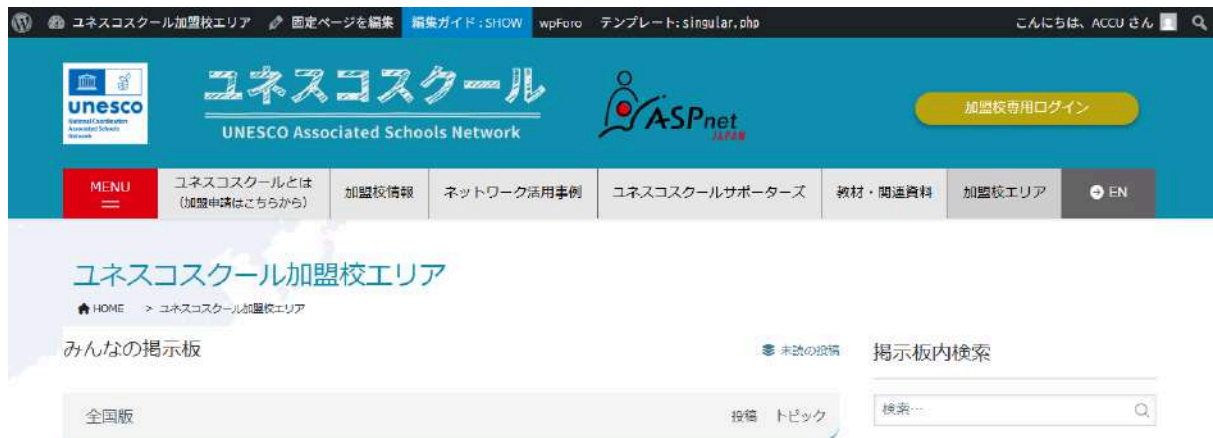 ユネスコスクール加盟校エリア 固定ページを編集 編集ガイド:SHOW wpForo テンプレート:singular.php こんにちは、ACCU さん
unesco
National Coordination
Associated Schools
Network
ユネスコスクール
UNESCO Associated Schools Network
ASPnet
JAPAN
加盟校専用ログイン
MENU
ユネスコスクールとは
(加盟申請はこちらから)
加盟校情報
ネットワーク活用事例
ユネスコスクールサポーターズ
教材・関連資料
加盟校エリア
EN
ユネスコスクール加盟校エリア
HOME > ユネスコスクール加盟校エリア
みんなの掲示板
未読の投稿
掲示板内検索
全国版
投稿 トピック
検索…